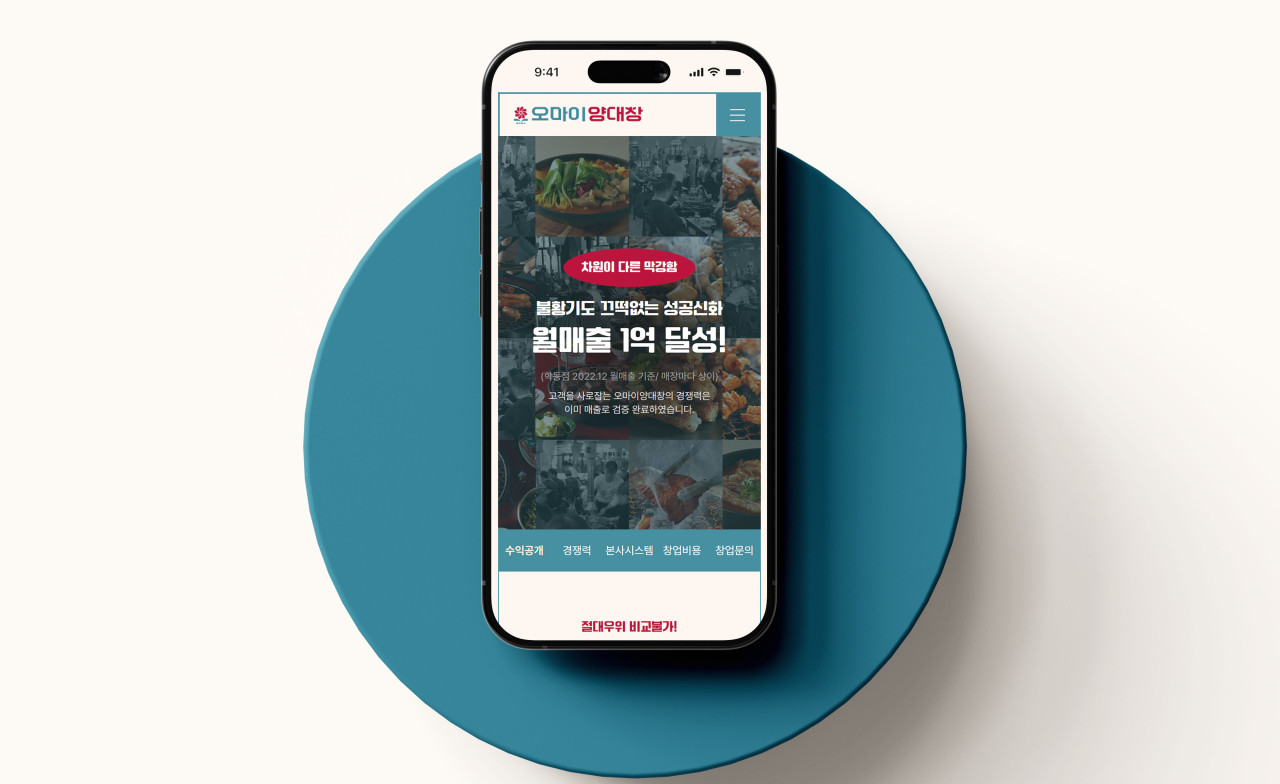 9:41
오마이양대창
차원이 다른 막강함
불황기도 끄떡없는 성공신화
월매출 1억 달성!
2022.12 월매출 기준/ 매장마다 상이)
고객을 사로잡는 오마이양대창의 경쟁력은
이미 매출로 검증 완료하였습니다.
수익공개 경쟁력 본사시스템 창업비용 창업문의
절대우위 비교불가!